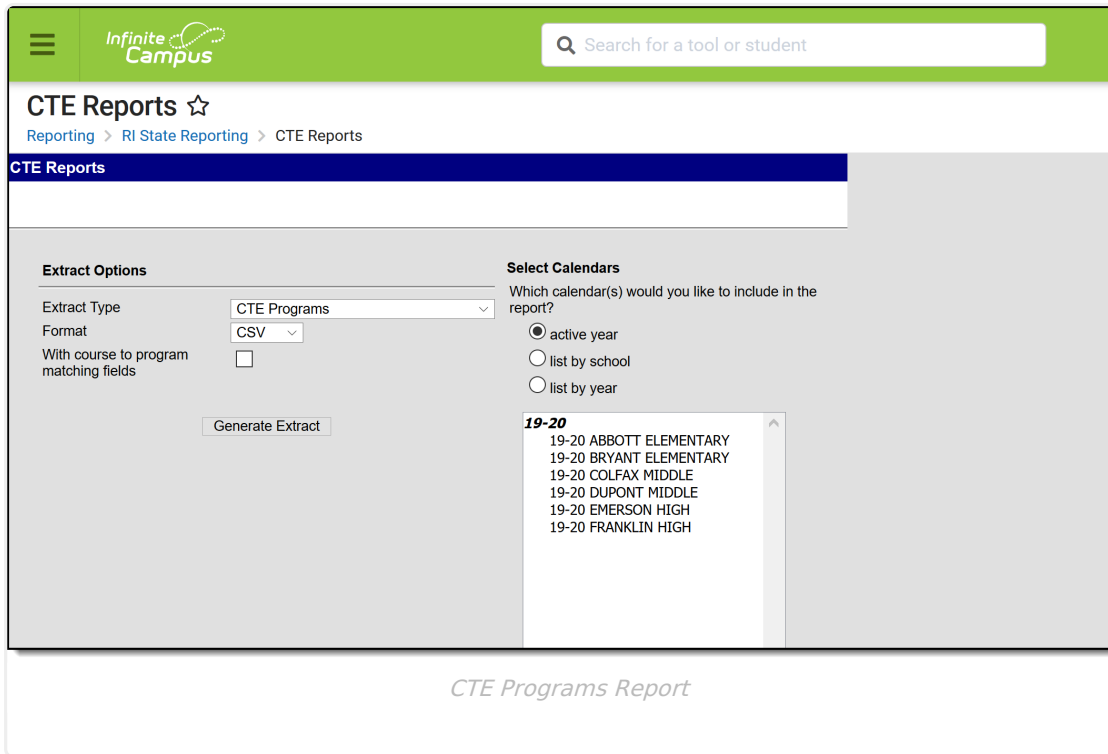 Infinite
Campus
Search for a tool or student
CTE Reports
Reporting > RI State Reporting > CTE Reports
CTE Reports
Extract Options
Extract Type
CTE Programs
Format
CSV
With course to program
matching fields
Generate Extract
Select Calendars
Which calendar(s) would you like to include in the
report?
active year
list by school
list by year
19-20
19-20 ABBOTT ELEMENTARY
19-20 BRYANT ELEMENTARY
19-20 COLFAX MIDDLE
19-20 DUPONT MIDDLE
19-20 EMERSON HIGH
19-20 FRANKLIN HIGH
CTE Programs Report